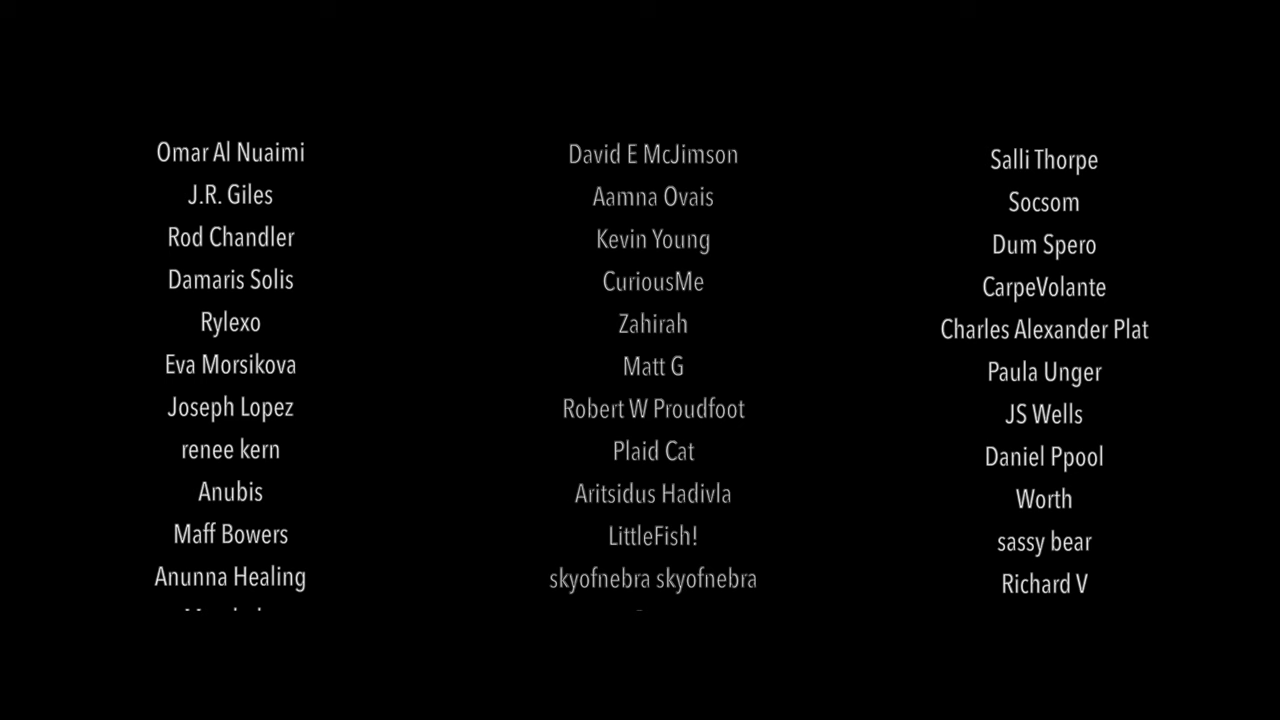 Omar Al Nuaimi
J.R. Giles
Rod Chandler
Damaris Solis
Rylexo
Eva Morsikova
Joseph Lopez
renee kern
Anubis
Maff Bowers
Anunna Healing
David E McJimson
Aamna Ovais
Kevin Young
CuriousMe
Zahirah
Matt G
Robert W Proudfoot
Plaid Cat
Aritsidus Hadivla
LittleFish!
skyofnebra skyofnebra
Salli Thorpe
Socsom
Dum Spero
CarpeVolante
Charles Alexander Plat
Paula Unger
JS Wells
Daniel Ppool
Worth
sassy bear
Richard V